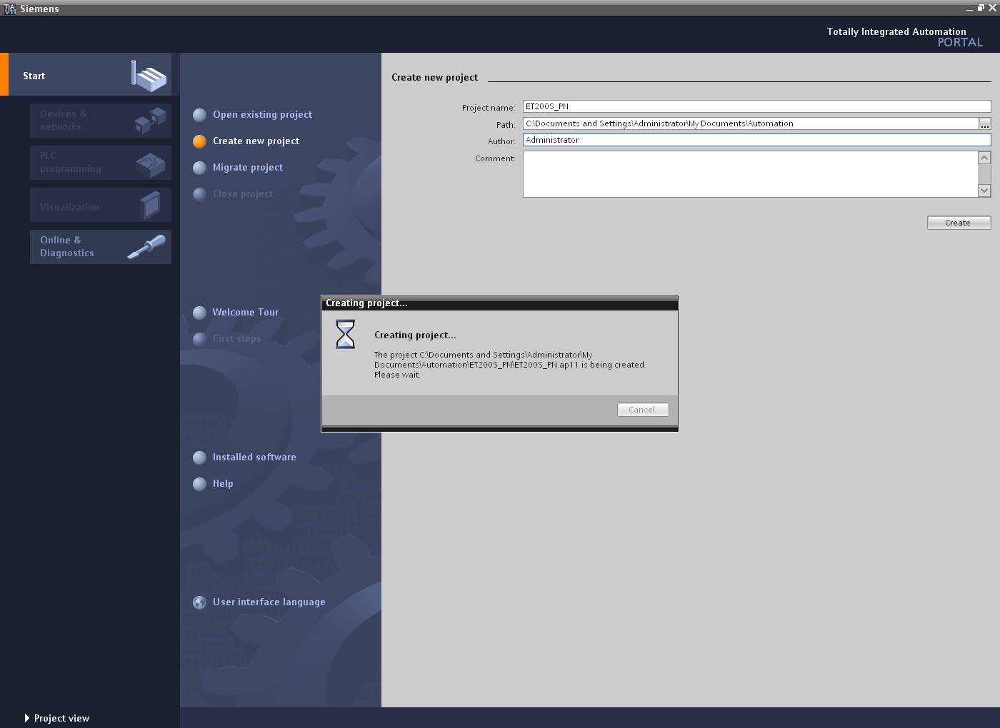 TIA
V11
Siemens
Totally Integrated Automation
PORTAL
Start
Devices &
networks
PLC
programming
Visualization
Online &
Diagnostics
Open existing project
Create new project
Migrate project
Close project
Welcome Tour
First steps
Installed software
Help
User interface language
Create new project
Project name:
ET200S_PN
Path:
C:\Documents and Settings\Administrator\My Documents\Automation
...
Author:
Administrator
Comment:
Create
Creating project...
Creating project...
The project C:\Documents and Settings\Administrator\My
Documents\Automation\ET200S_PN\ET200S_PN.ap11 is being created.
Please wait.
Cancel
Project view